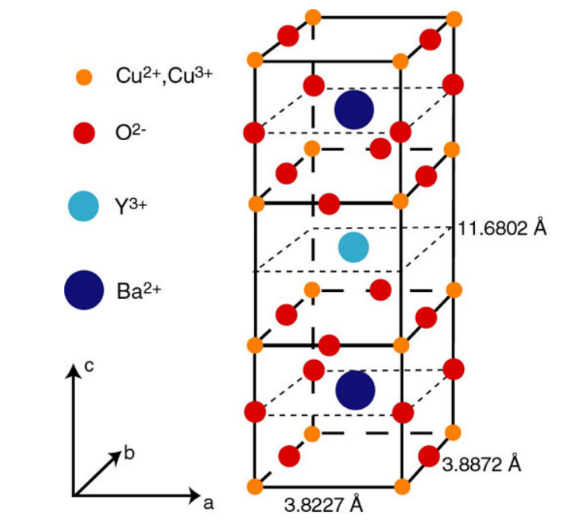 Cu²⁺,Cu³⁺
O²⁻
Y³⁺
11.6802 Å
Ba²⁺
c
b
a
3.8872 Å
3.8227 Å